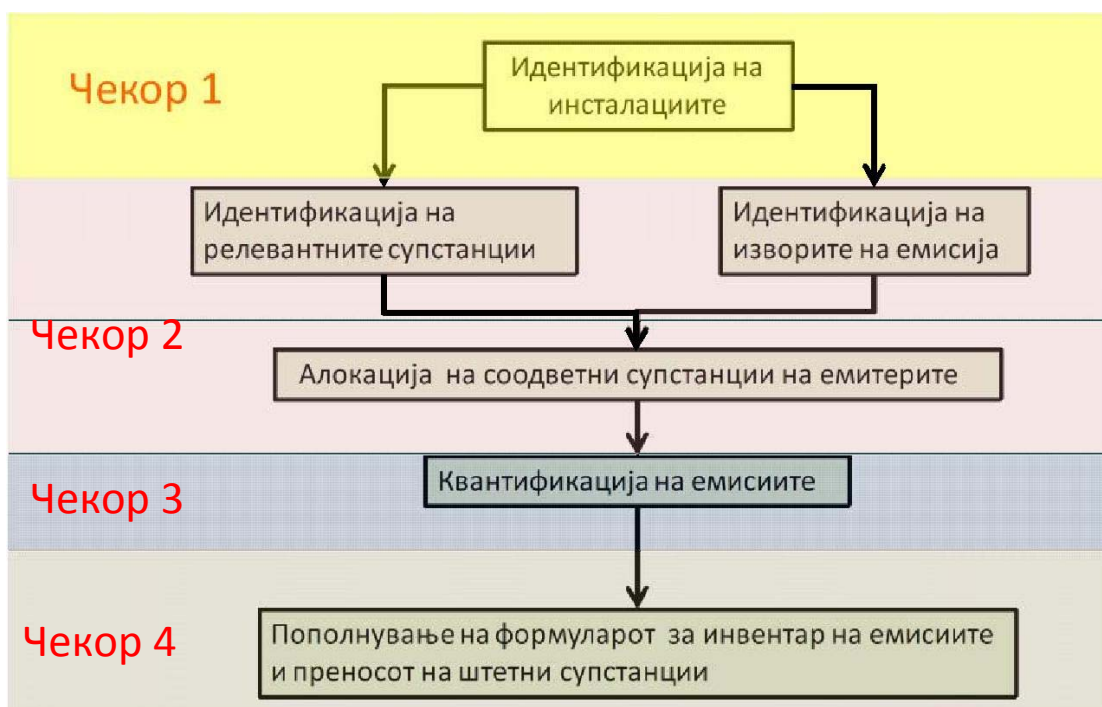 Чекор 1
Идентификација на
инсталациите
Идентификација на
релевантните супстанции
Идентификација на
изворите на емисија
Чекор 2
Алокација на соодветни супстанции на емитерите
Чекор 3
Квантификација на емисиите
Чекор 4
Пополнување на формуларот за инвентар на емисиите
и преносот на штетни супстанции